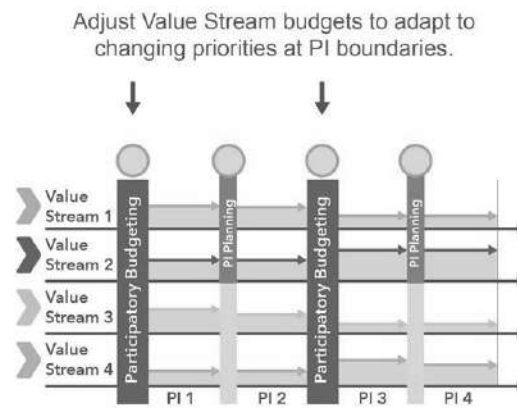 Adjust Value Stream budgets to adapt to
changing priorities at PI boundaries.
Value
Stream 1
Value
Stream 2
Value
Stream 3
Value
Stream 4
Participatory Budgeting
PI Planning
Participatory Budgeting
PI Planning
PI 1
PI 2
PI 3
PI 4